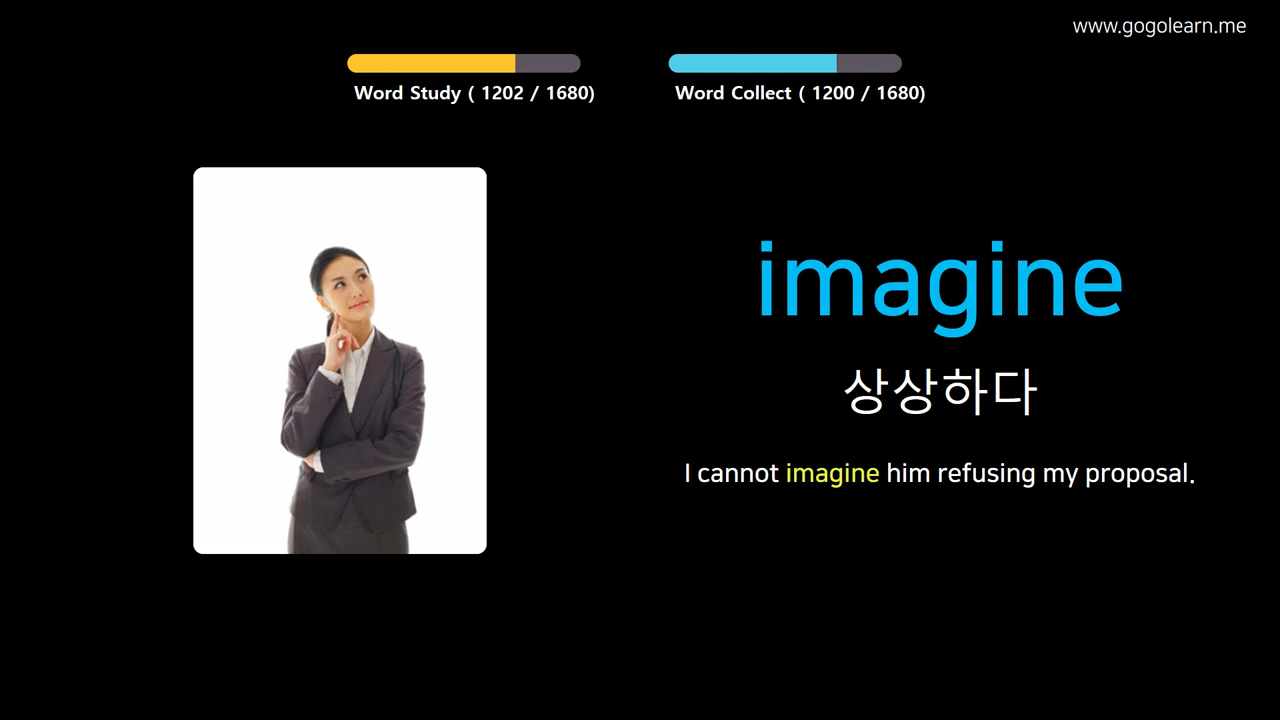 www.gogolearn.me
Word Study ( 1202 / 1680)
Word Collect ( 1200 / 1680)
imagine
상상하다
I cannot imagine him refusing my proposal.